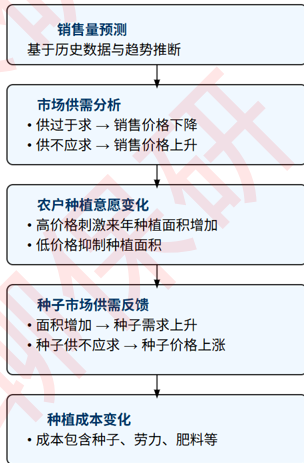 销售量预测
基于历史数据与趋势推断
市场供需分析
• 供过于求 → 销售价格下降
• 供不应求 → 销售价格上升
农户种植意愿变化
• 高价格刺激来年种植面积增加
• 低价格抑制种植面积
种子市场供需反馈
• 面积增加 → 种子需求上升
• 种子供不应求 → 种子价格上涨
种植成本变化
• 成本包含种子、劳力、肥料等